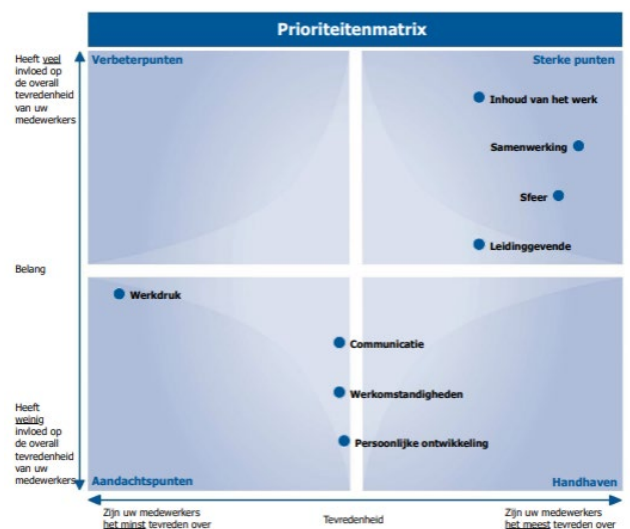 Prioriteitenmatrix
Heeft veel
invloed op
de overall
tevredenheid
van uw
medewerkers
Verbeterpunten
Sterke punten
Inhoud van het werk
Samenwerking
Sfeer
Leidinggevende
Belang
Werkdruk
Communicatie
Werkomstandigheden
Persoonlijke ontwikkeling
Heeft
weinig
invloed op
de overall
tevredenheid
van uw
medewerkers
Aandachtspunten
Handhaven
Zijn uw medewerkers
het minst tevreden over
Tevredenheid
Zijn uw medewerkers
het meest tevreden over